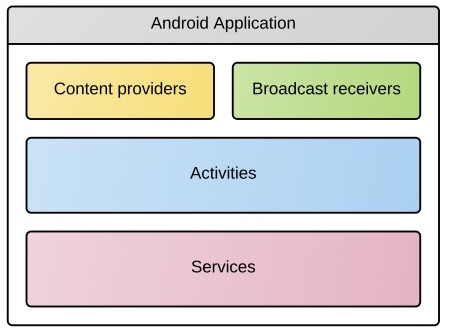 Android Application
Content providers
Broadcast receivers
Activities
Services